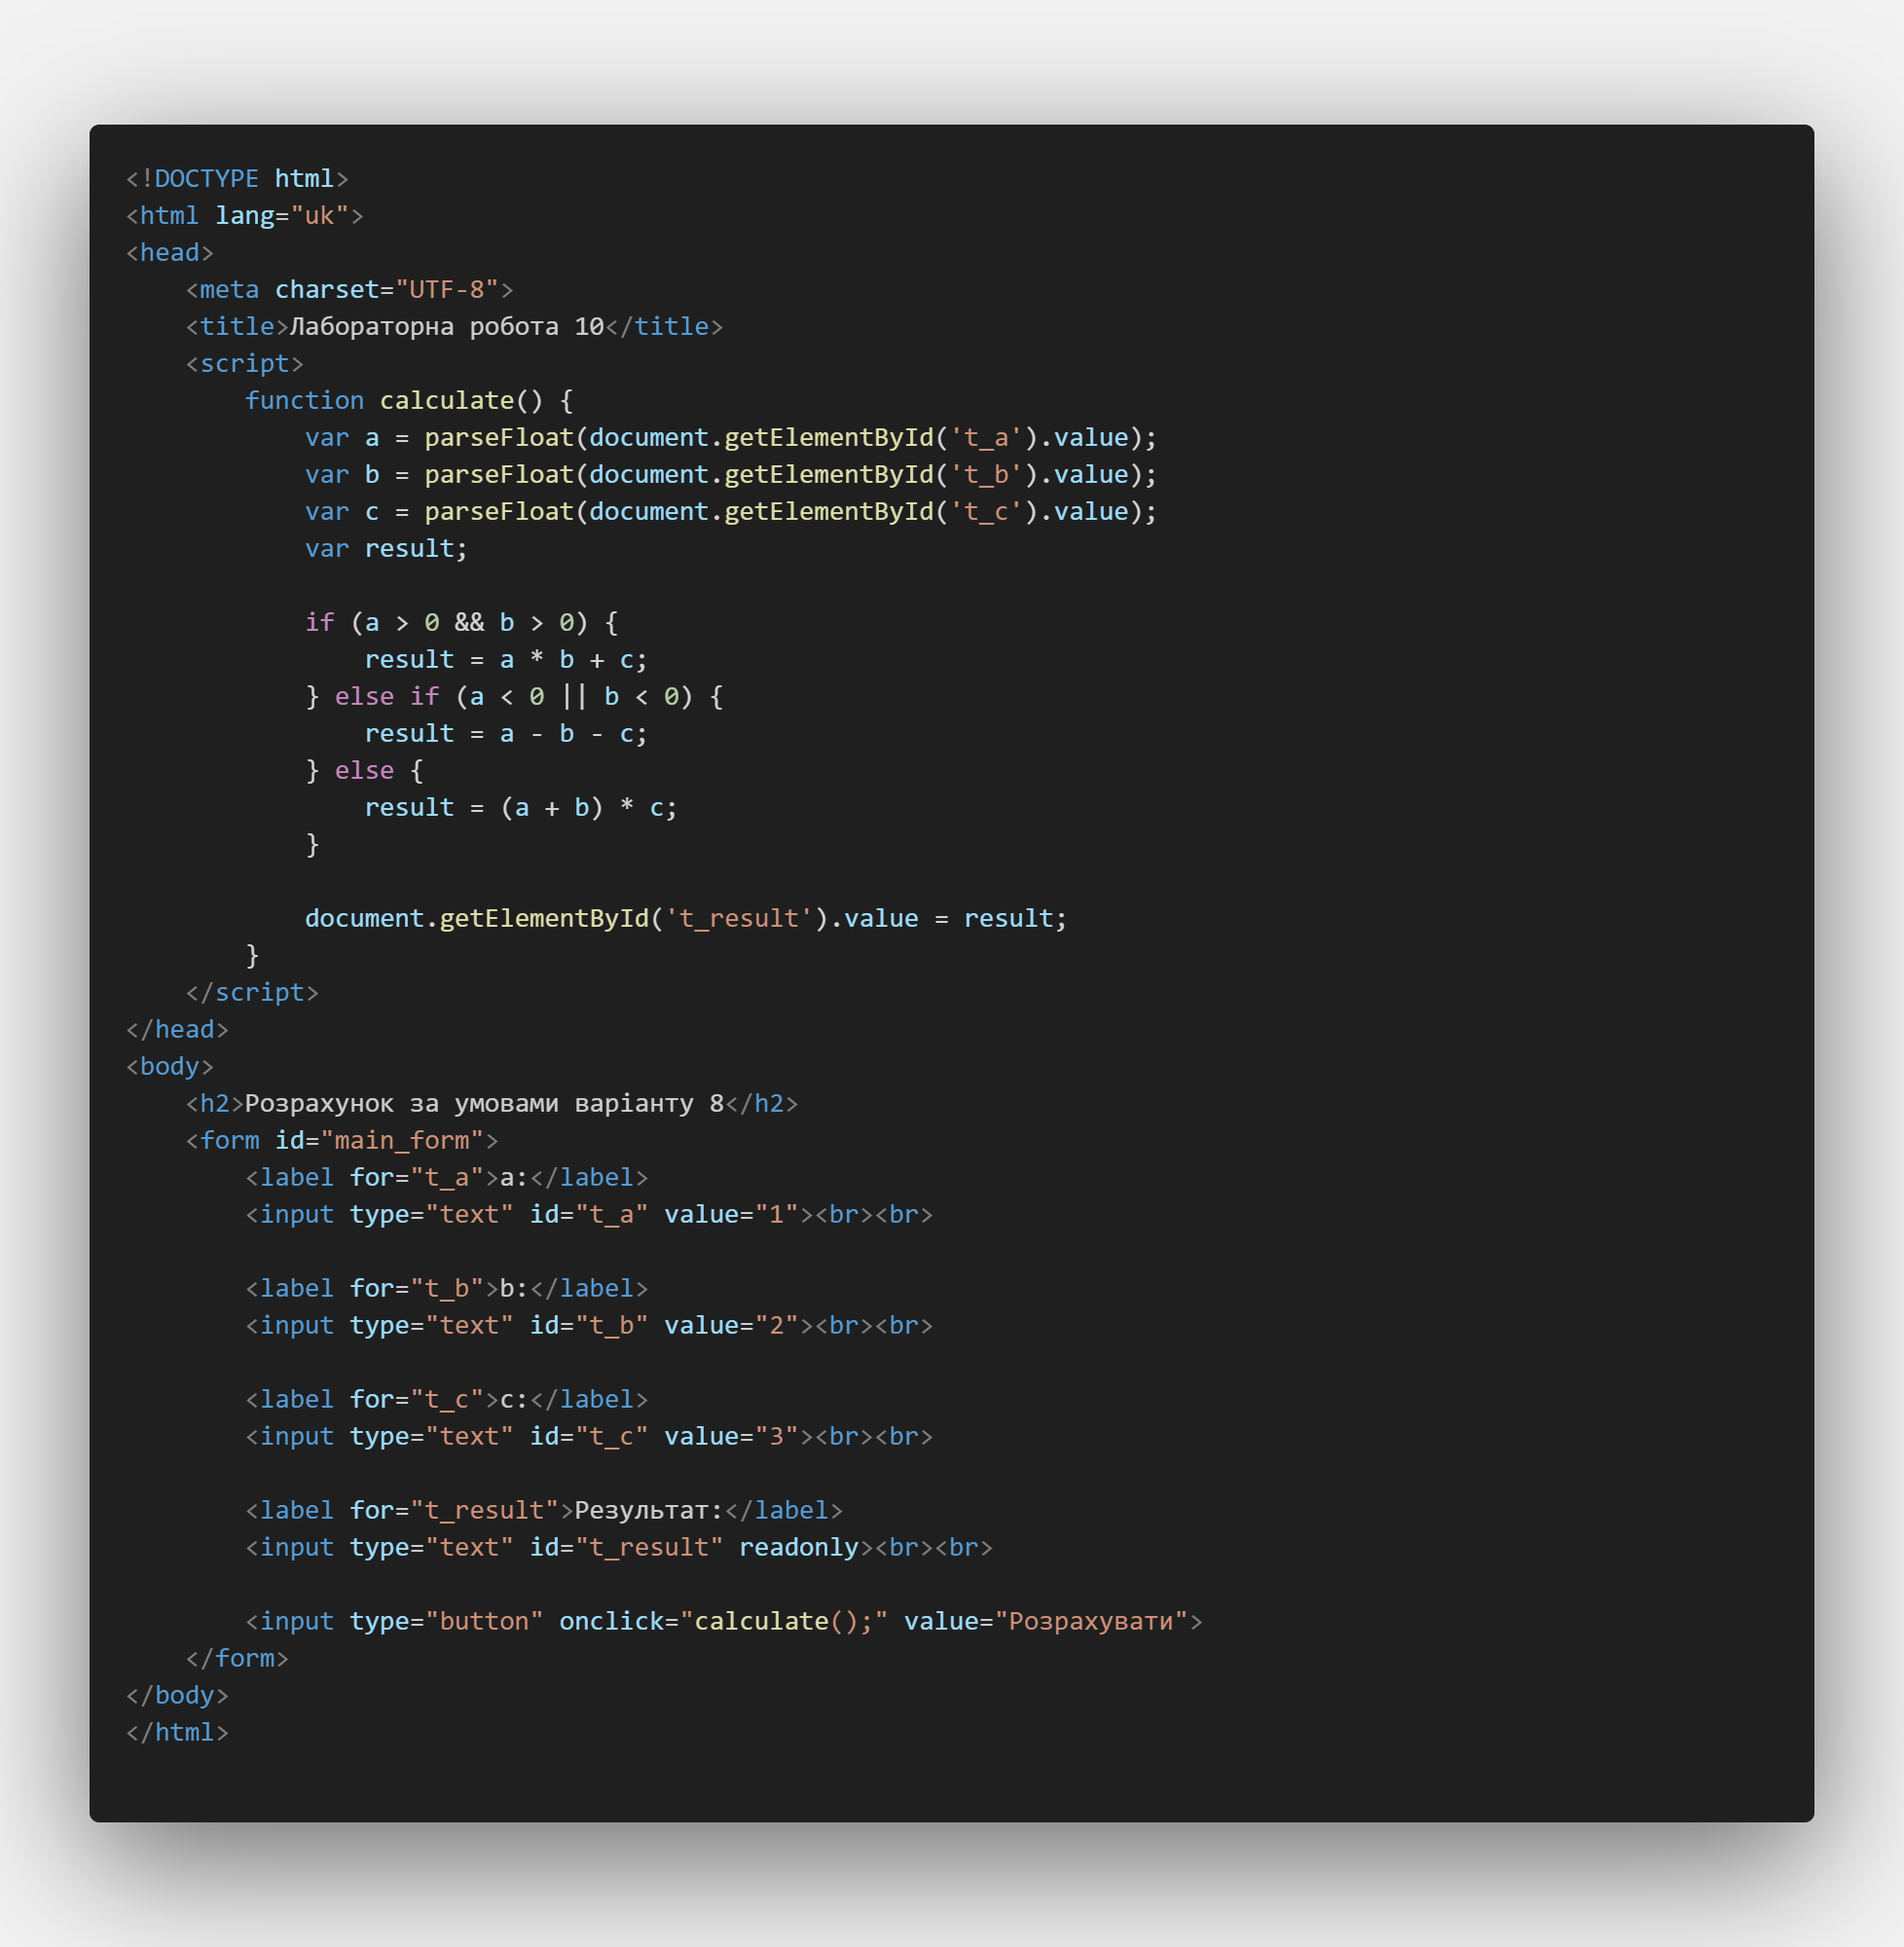 <!DOCTYPE html>
<html lang="uk">
<head>
    <meta charset="UTF-8">
    <title>Лабораторна робота 10</title>
    <script>
        function calculate() {
            var a = parseFloat(document.getElementById('t_a').value);
            var b = parseFloat(document.getElementById('t_b').value);
            var c = parseFloat(document.getElementById('t_c').value);
            var result;

            if (a > 0 && b > 0) {
                result = a * b + c;
            } else if (a < 0 || b < 0) {
                result = a - b - c;
            } else {
                result = (a + b) * c;
            }

            document.getElementById('t_result').value = result;
        }
    </script>
</head>
<body>
    <h2>Розрахунок за умовами варіанту 8</h2>
    <form id="main_form">
        <label for="t_a">a:</label>
        <input type="text" id="t_a" value="1"><br><br>

        <label for="t_b">b:</label>
        <input type="text" id="t_b" value="2"><br><br>

        <label for="t_c">c:</label>
        <input type="text" id="t_c" value="3"><br><br>

        <label for="t_result">Результат:</label>
        <input type="text" id="t_result" readonly><br><br>

        <input type="button" onclick="calculate();" value="Розрахувати">
    </form>
</body>
</html>